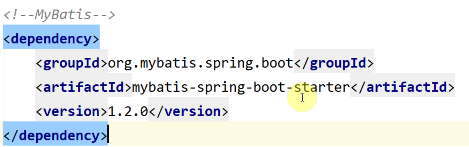 <!--MyBatis-->
<dependency>
    <groupId>org.mybatis.spring.boot</groupId>
    <artifactId>mybatis-spring-boot-starter</artifactId>
    <version>1.2.0</version>
</dependency>